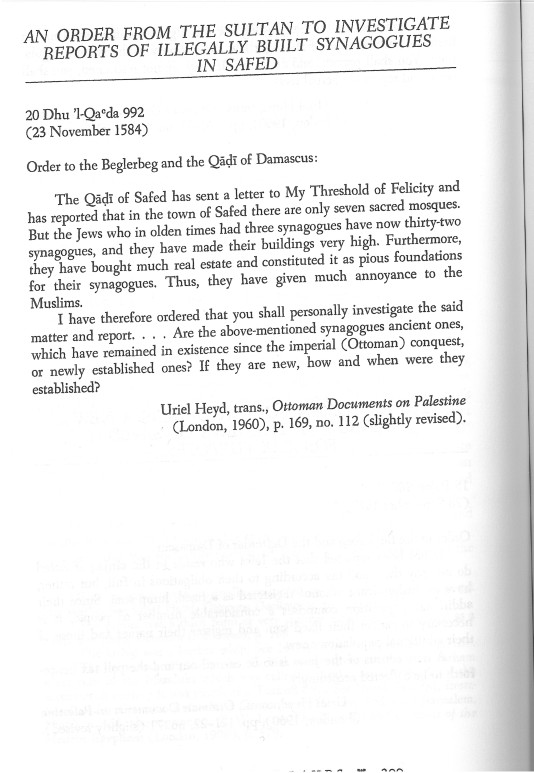 AN ORDER FROM THE SULTAN TO INVESTIGATE
REPORTS OF ILLEGALLY BUILT SYNAGOGUES
IN SAFED
20 Dhu 'l-Qaᶜda 992
(23 November 1584)
Order to the Beglerbeg and the Qāḍī of Damascus:
The Qāḍī of Safed has sent a letter to My Threshold of Felicity and
has reported that in the town of Safed there are only seven sacred mosques.
But the Jews who in olden times had three synagogues have now thirty-two
synagogues, and they have made their buildings very high. Furthermore,
they have bought much real estate and constituted it as pious foundations
for their synagogues. Thus, they have given much annoyance to the
Muslims.
I have therefore ordered that you shall personally investigate the said
matter and report. . . . Are the above-mentioned synagogues ancient ones,
which have remained in existence since the imperial (Ottoman) conquest,
or newly established ones? If they are new, how and when were they
established?
Uriel Heyd, trans., Ottoman Documents on Palestine
(London, 1960), p. 169, no. 112 (slightly revised).